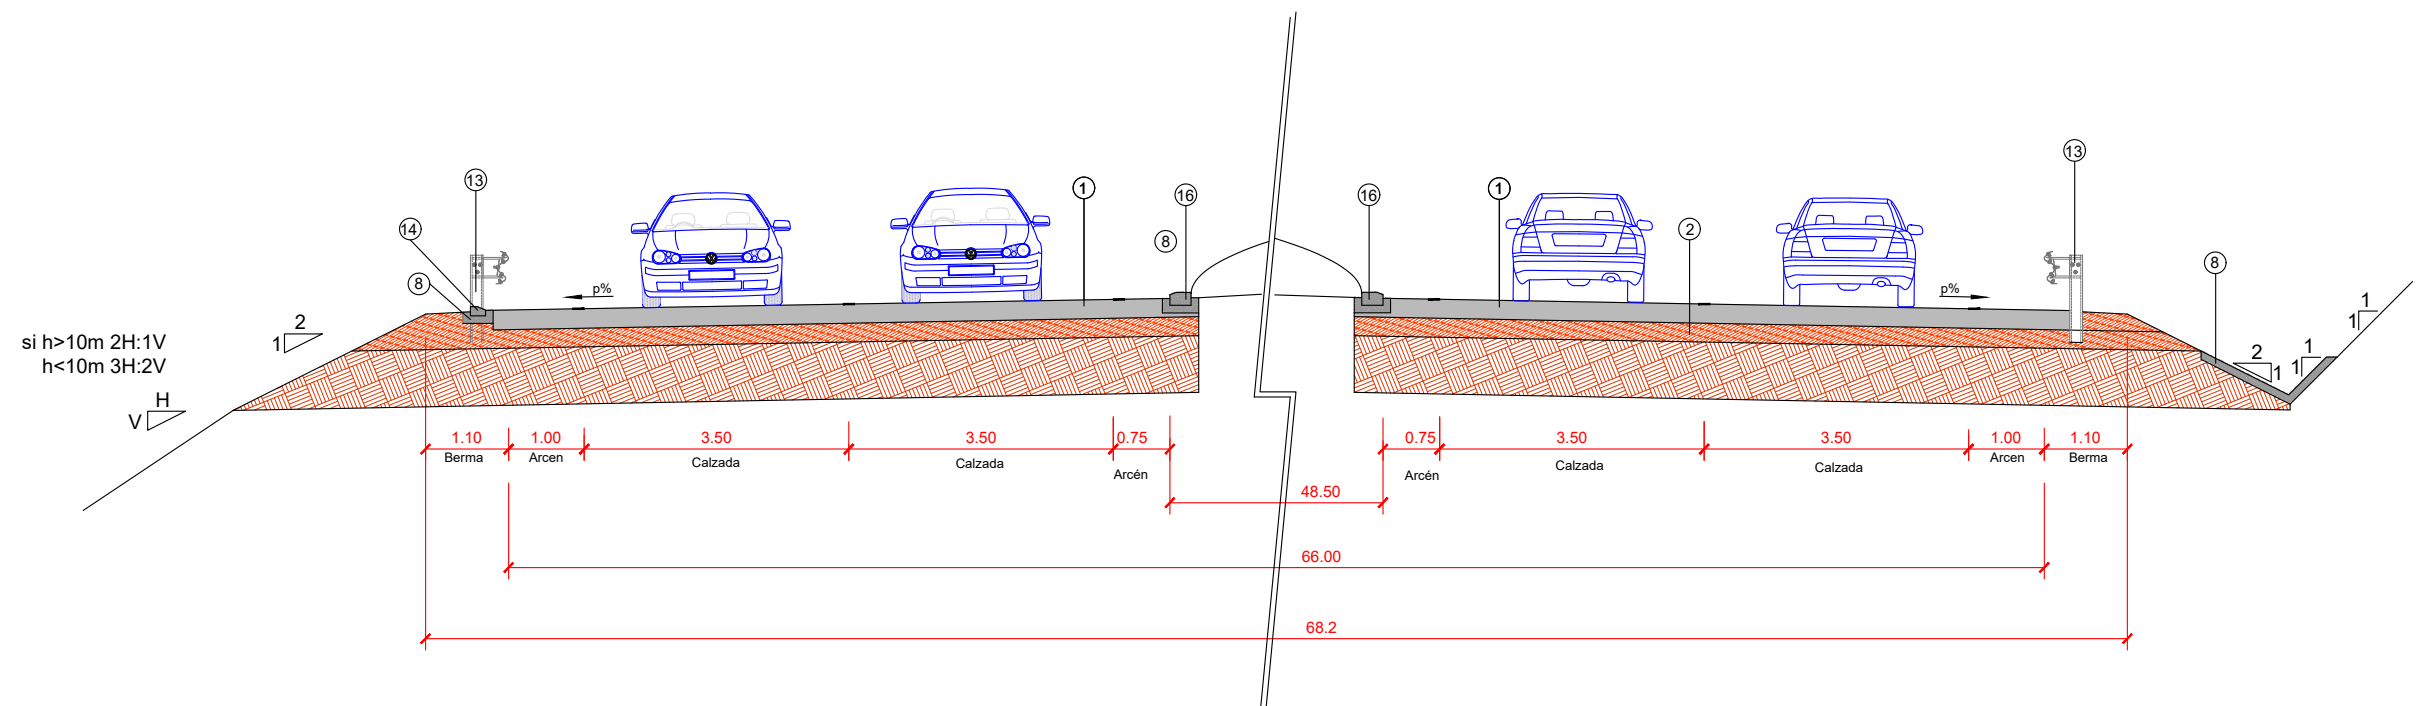 13
1
16
16
1
13
14
8
2
8
8
p%
p%
2
1
si h>10m 2H:1V
h<10m 3H:2V
H
V
1
1
2
1
1
1
1.10
1.00
3.50
3.50
0.75
0.75
3.50
3.50
1.00
1.10
Berma
Arcen
Calzada
Calzada
Arcén
Arcén
Calzada
Calzada
Arcen
Berma
48.50
66.00
68.2